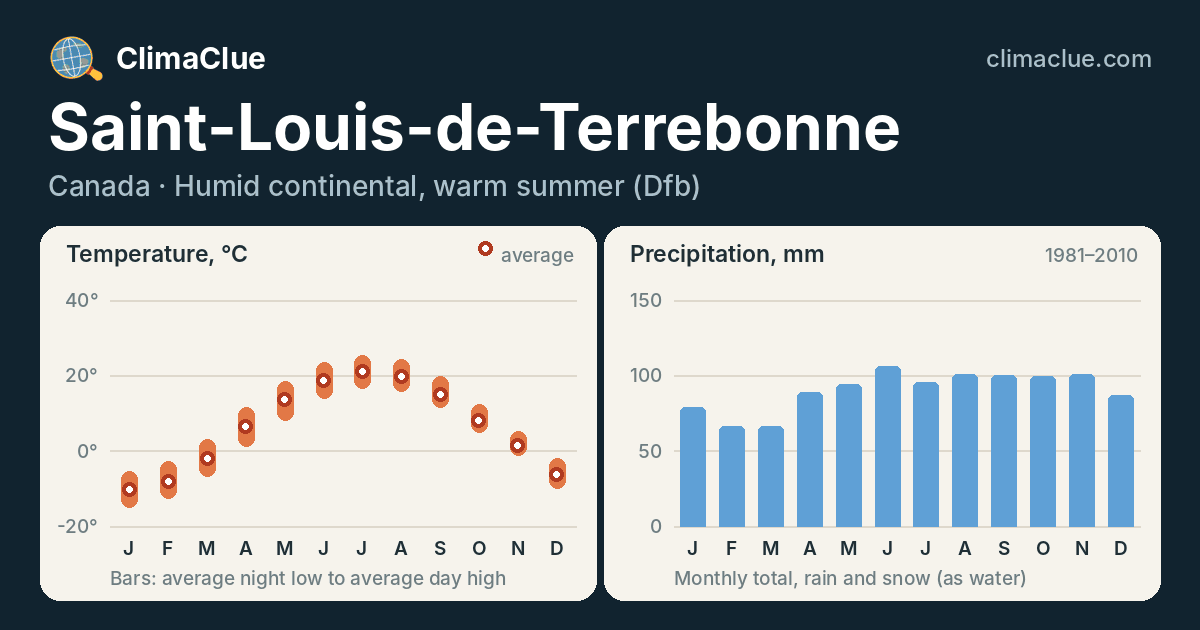 ClimaClue
climaclue.com
Saint-Louis-de-Terrebonne
Canada · Humid continental, warm summer (Dfb)
Temperature, °C
average
40°
20°
0°
-20°
J F M A M J J A S O N D
Bars: average night low to average day high
Precipitation, mm
1981–2010
150
100
50
0
J F M A M J J A S O N D
Monthly total, rain and snow (as water)